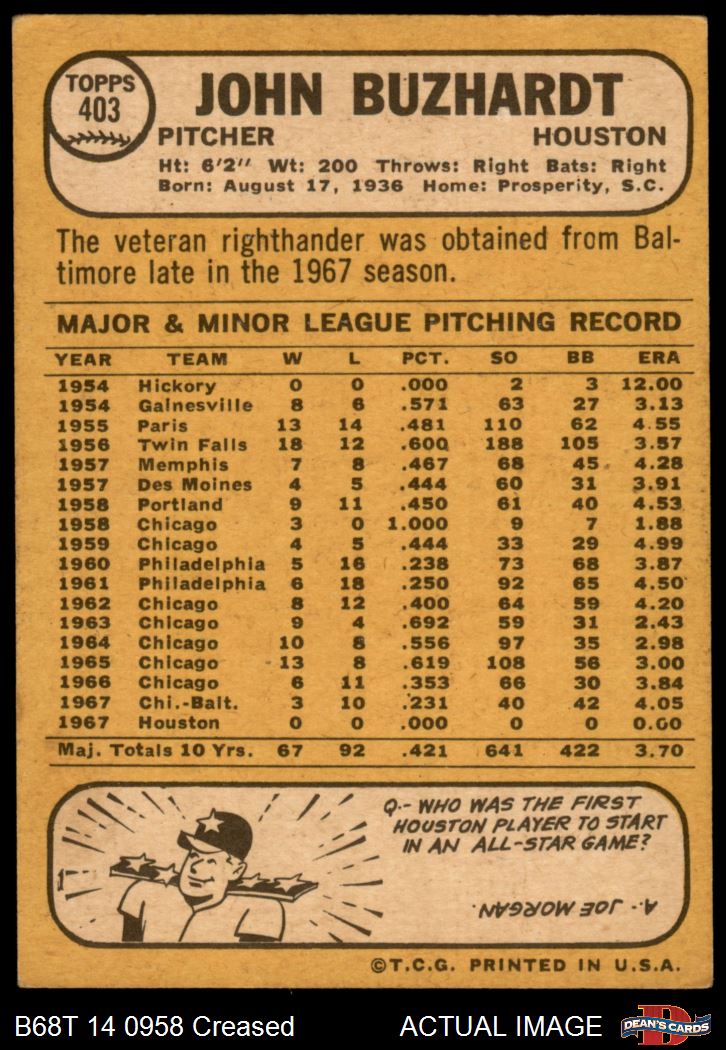 TOPPS
403
JOHN BUZHARDT
PITCHER HOUSTON
Ht: 6'2" Wt: 200 Throws: Right Bats: Right
Born: August 17, 1936 Home: Prosperity, S.C.
The veteran righthander was obtained from Bal-
timore late in the 1967 season.
MAJOR & MINOR LEAGUE PITCHING RECORD
YEAR TEAM W L PCT. SO BB ERA
1954 Hickory 0 0 .000 2 3 12.00
1954 Gainesville 8 6 .571 63 27 3.13
1955 Paris 13 14 .481 110 62 4.55
1956 Twin Falls 18 12 .600 188 105 3.57
1957 Memphis 7 8 .467 68 45 4.28
1957 Des Moines 4 5 .444 60 31 3.91
1958 Portland 9 11 .450 61 40 4.53
1958 Chicago 3 0 1.000 9 7 1.88
1959 Chicago 4 5 .444 33 29 4.99
1960 Philadelphia 5 16 .238 73 68 3.87
1961 Philadelphia 6 18 .250 92 65 4.50
1962 Chicago 8 12 .400 64 59 4.20
1963 Chicago 9 4 .692 59 31 2.43
1964 Chicago 10 8 .556 97 35 2.98
1965 Chicago 13 8 .619 108 56 3.00
1966 Chicago 6 11 .353 66 30 3.84
1967 Chi.-Balt. 3 10 .231 40 42 4.05
1967 Houston 0 0 .000 0 0 0.00
Maj. Totals 10 Yrs. 67 92 .421 641 422 3.70
Q.- WHO WAS THE FIRST
HOUSTON PLAYER TO START
IN AN ALL-STAR GAME?
A.- JOE MORGAN.
©T.C.G. PRINTED IN U.S.A.
B68T 14 0958 Creased ACTUAL IMAGE
D
DEAN'S CARDS